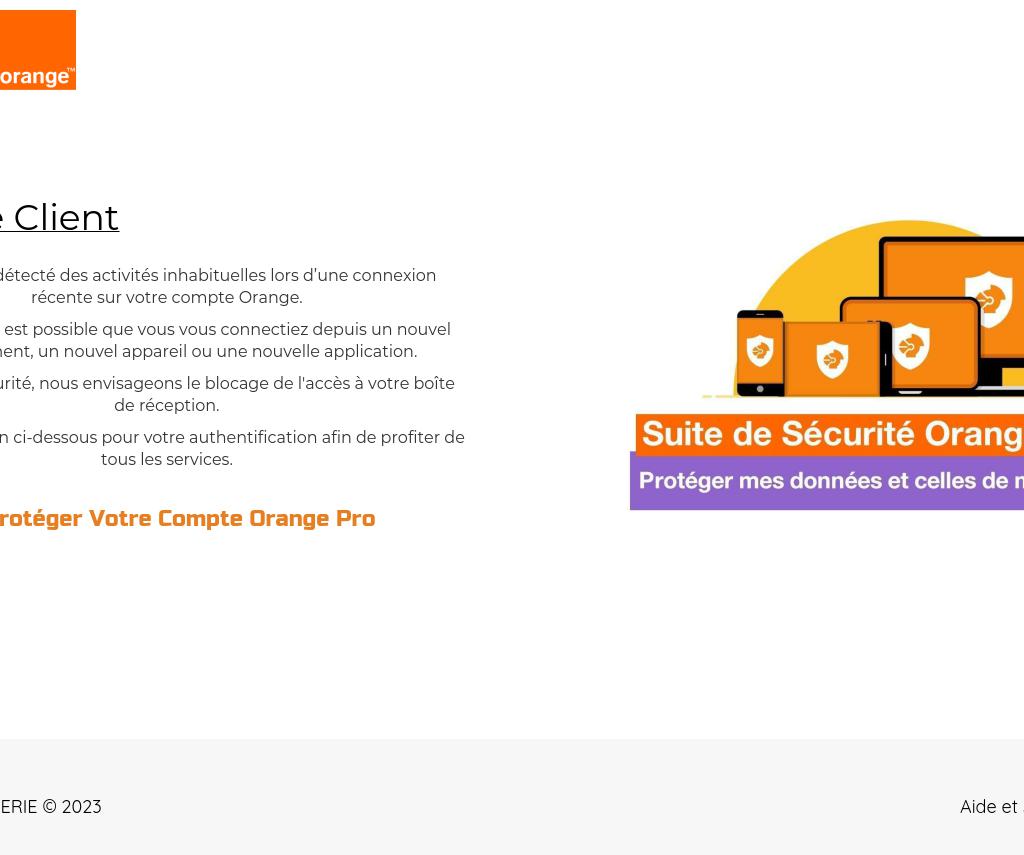 orange™
Client
détecté des activités inhabituelles lors d’une connexion
récente sur votre compte Orange.
est possible que vous vous connectiez depuis un nouvel
un nouvel appareil ou une nouvelle application.
nous envisageons le blocage de l'accès à votre boîte
de réception.
ci-dessous pour votre authentification afin de profiter de
tous les services.
rotéger Votre Compte Orange Pro
Suite de Sécurité Orang
Protéger mes données et celles de m
ERIE © 2023
Aide et